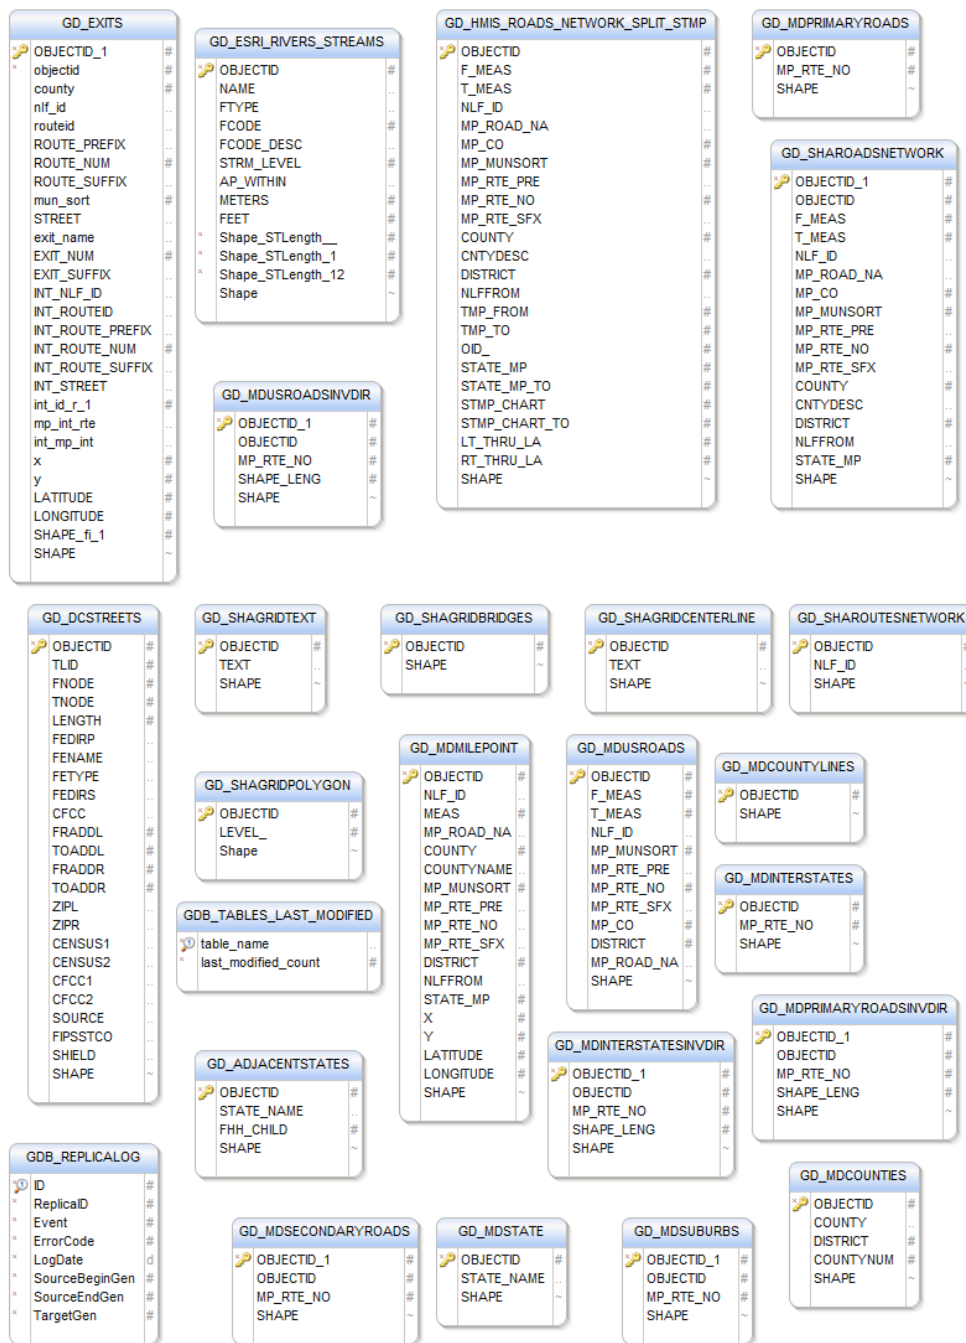 GD_EXITS
OBJECTID_1 #
objectid #
county #
nlf_id ..
routeid ..
ROUTE_PREFIX ..
ROUTE_NUM #
ROUTE_SUFFIX ..
mun_sort #
STREET ..
exit_name ..
EXIT_NUM #
EXIT_SUFFIX ..
INT_NLF_ID ..
INT_ROUTEID ..
INT_ROUTE_PREFIX ..
INT_ROUTE_NUM #
INT_ROUTE_SUFFIX ..
INT_STREET ..
int_id_r_1 #
mp_int_rte ..
int_mp_int ..
x #
y #
LATITUDE #
LONGITUDE #
SHAPE_fi_1 #
SHAPE ~
GD_ESRI_RIVERS_STREAMS
OBJECTID #
NAME ..
FTYPE ..
FCODE #
FCODE_DESC ..
STRM_LEVEL #
AP_WITHIN ..
METERS #
FEET #
Shape_STLength__ #
Shape_STLength_1 #
Shape_STLength_12 #
Shape ~
GD_HMIS_ROADS_NETWORK_SPLIT_STMP
OBJECTID #
F_MEAS #
T_MEAS #
NLF_ID ..
MP_ROAD_NA ..
MP_CO #
MP_MUNSORT #
MP_RTE_PRE ..
MP_RTE_NO #
MP_RTE_SFX ..
COUNTY #
CNTYDESC ..
DISTRICT #
NLFFROM ..
TMP_FROM #
TMP_TO #
OID_ #
STATE_MP #
STATE_MP_TO #
STMP_CHART #
STMP_CHART_TO #
LT_THRU_LA #
RT_THRU_LA #
SHAPE ~
GD_MDPRIMARYROADS
OBJECTID #
MP_RTE_NO #
SHAPE ~
GD_SHAROADSNETWORK
OBJECTID_1 #
OBJECTID #
F_MEAS #
T_MEAS #
NLF_ID ..
MP_ROAD_NA ..
MP_CO #
MP_MUNSORT #
MP_RTE_PRE ..
MP_RTE_NO #
MP_RTE_SFX ..
COUNTY #
CNTYDESC ..
DISTRICT #
NLFFROM ..
STATE_MP #
SHAPE ~
GD_MDUSROADSINVDIR
OBJECTID_1 #
OBJECTID #
MP_RTE_NO #
SHAPE_LENG #
SHAPE ~
GD_DCSTREETS
OBJECTID #
TLID #
FNODE #
TNODE #
LENGTH #
FEDIRP ..
FENAME ..
FETYPE ..
FEDIRS ..
CFCC ..
FRADDL #
TOADDL #
FRADDR #
TOADDR #
ZIPL ..
ZIPR ..
CENSUS1 ..
CENSUS2 ..
CFCC1 ..
CFCC2 ..
SOURCE ..
FIPSSTCO ..
SHIELD ..
SHAPE ~
GD_SHAGRIDTEXT
OBJECTID #
TEXT ..
SHAPE ~
GD_SHAGRIDBRIDGES
OBJECTID #
SHAPE ~
GD_SHAGRIDCENTERLINE
OBJECTID #
TEXT ..
SHAPE ~
GD_SHAROUTESNETWORK
OBJECTID #
NLF_ID
SHAPE ~
GD_SHAGRIDPOLYGON
OBJECTID #
LEVEL_ #
Shape ~
GDB_TABLES_LAST_MODIFIED
table_name ..
last_modified_count #
GD_MDMILEPOINT
OBJECTID #
NLF_ID ..
MEAS #
MP_ROAD_NA ..
COUNTY #
COUNTYNAME ..
MP_MUNSORT #
MP_RTE_PRE ..
MP_RTE_NO ..
MP_RTE_SFX ..
DISTRICT #
NLFFROM ..
STATE_MP #
X #
Y #
LATITUDE #
LONGITUDE #
SHAPE ~
GD_MDUSROADS
OBJECTID #
F_MEAS #
T_MEAS #
NLF_ID ..
MP_MUNSORT #
MP_RTE_PRE ..
MP_RTE_NO #
MP_RTE_SFX ..
MP_CO #
DISTRICT #
MP_ROAD_NA ..
SHAPE ~
GD_MDCOUNTYLINES
OBJECTID #
SHAPE ~
GD_MDINTERSTATES
OBJECTID #
MP_RTE_NO #
SHAPE ~
GD_ADJACENTSTATES
OBJECTID #
STATE_NAME ..
FHH_CHILD #
SHAPE ~
GD_MDINTERSTATESINVDIR
OBJECTID_1 #
OBJECTID #
MP_RTE_NO #
SHAPE_LENG #
SHAPE ~
GD_MDPRIMARYROADSINVDIR
OBJECTID_1 #
OBJECTID #
MP_RTE_NO #
SHAPE_LENG #
SHAPE ~
GDB_REPLICALOG
ID #
ReplicaID #
Event #
ErrorCode #
LogDate d
SourceBeginGen #
SourceEndGen #
TargetGen #
GD_MDSECONDARYROADS
OBJECTID_1 #
OBJECTID #
MP_RTE_NO #
SHAPE ~
GD_MDSTATE
OBJECTID #
STATE_NAME ..
SHAPE ~
GD_MDSUBURBS
OBJECTID_1 #
OBJECTID #
MP_RTE_NO #
SHAPE ~
GD_MDCOUNTIES
OBJECTID #
COUNTY ..
DISTRICT #
COUNTYNUM #
SHAPE ~